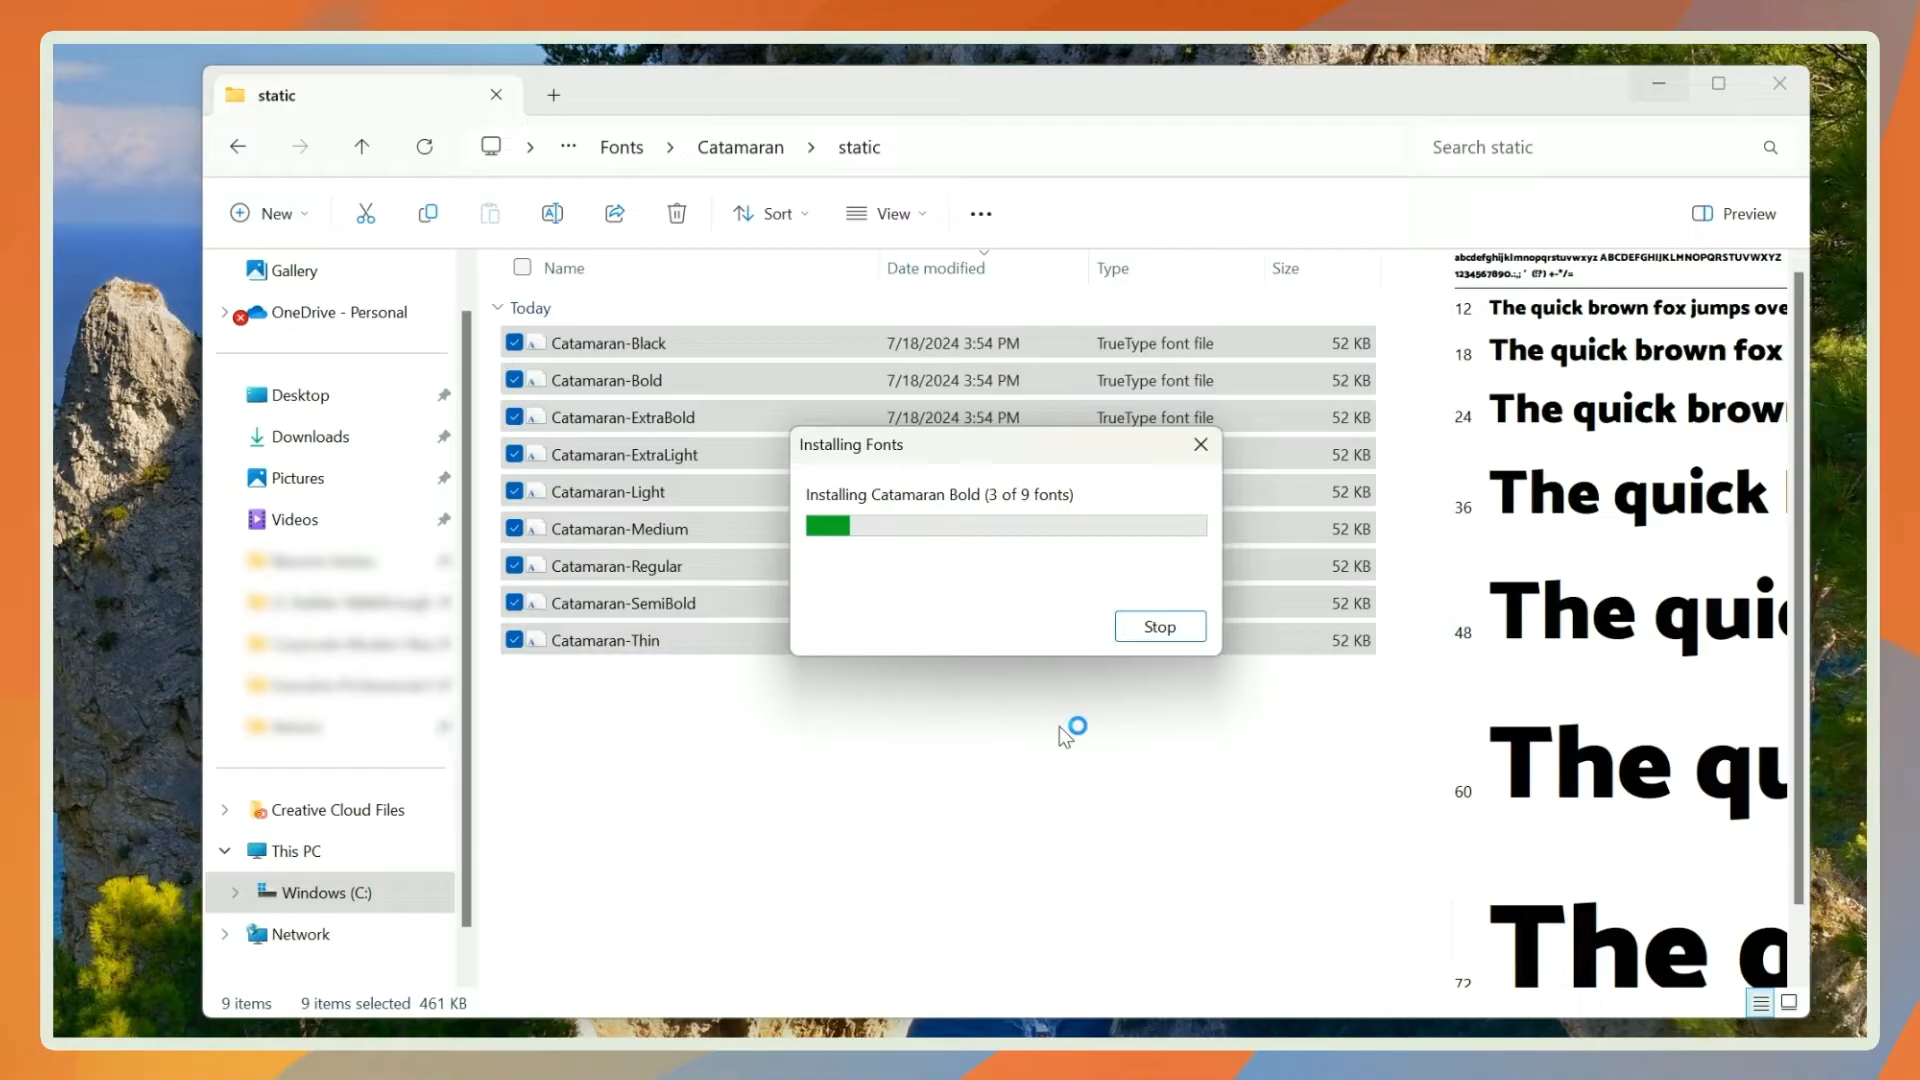 static
Fonts
Catamaran
static
Search static
New
Sort
View
Preview
Gallery
OneDrive - Personal
Desktop
Downloads
Pictures
Videos
Creative Cloud Files
This PC
Windows (C:)
Network
Name Date modified Type Size
Today
Catamaran-Black 7/18/2024 3:54 PM TrueType font file 52 KB
Catamaran-Bold 7/18/2024 3:54 PM TrueType font file 52 KB
Catamaran-ExtraBold 7/18/2024 3:54 PM TrueType font file 52 KB
Catamaran-ExtraLight 52 KB
Catamaran-Light 52 KB
Catamaran-Medium 52 KB
Catamaran-Regular 52 KB
Catamaran-SemiBold 52 KB
Catamaran-Thin 52 KB
Installing Fonts
Installing Catamaran Bold (3 of 9 fonts)
Stop
abcdefghijklmnopqrstuvwxyz ABCDEFGHIJKLMNOPQRSTUVWXYZ
1234567890.:,; ' " (!?) +-*/=
12 The quick brown fox jumps ove
18 The quick brown fox
24 The quick brow
36 The quick
48 The quic
60 The qu
72 The q
9 items 9 items selected 461 KB